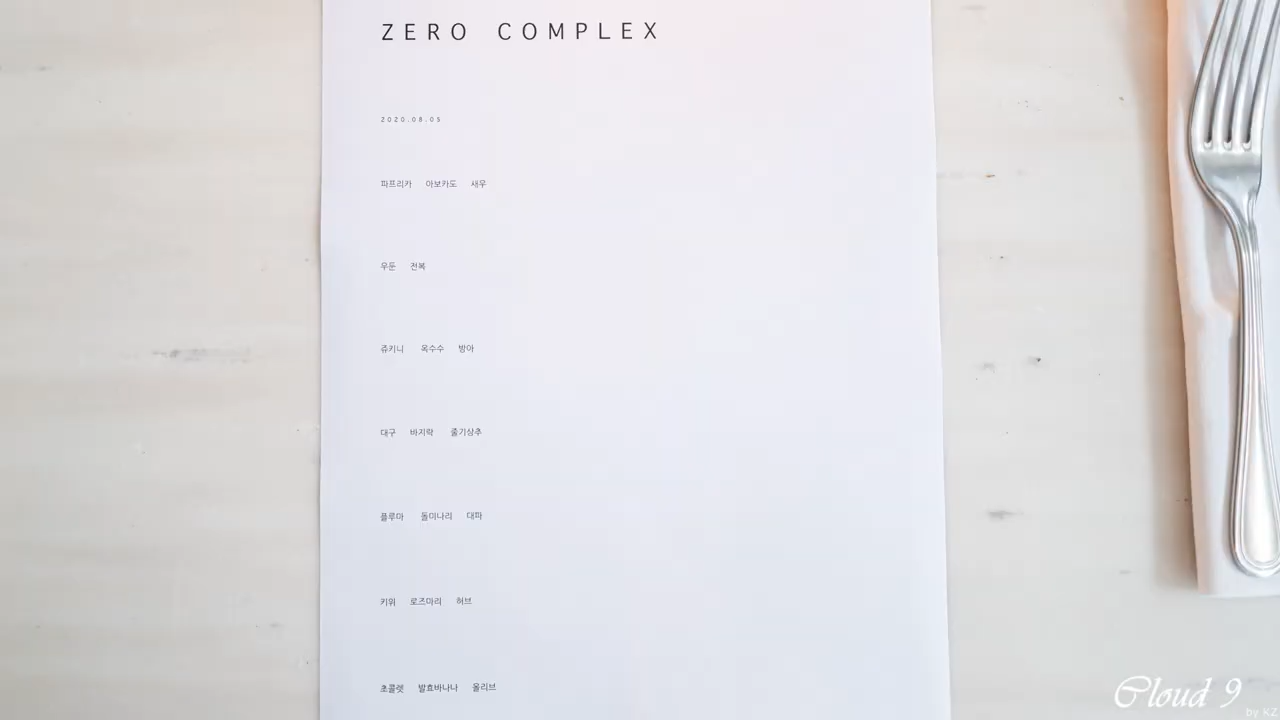 ZERO COMPLEX
2020.08.05
파프리카 아보카도 새우
우둔 전복
쥬키니 옥수수 방아
대구 바지락 줄기상추
플루마 돌미나리 대파
키위 로즈마리 허브
초콜렛 발효바나나 올리브
Cloud 9
by KZ